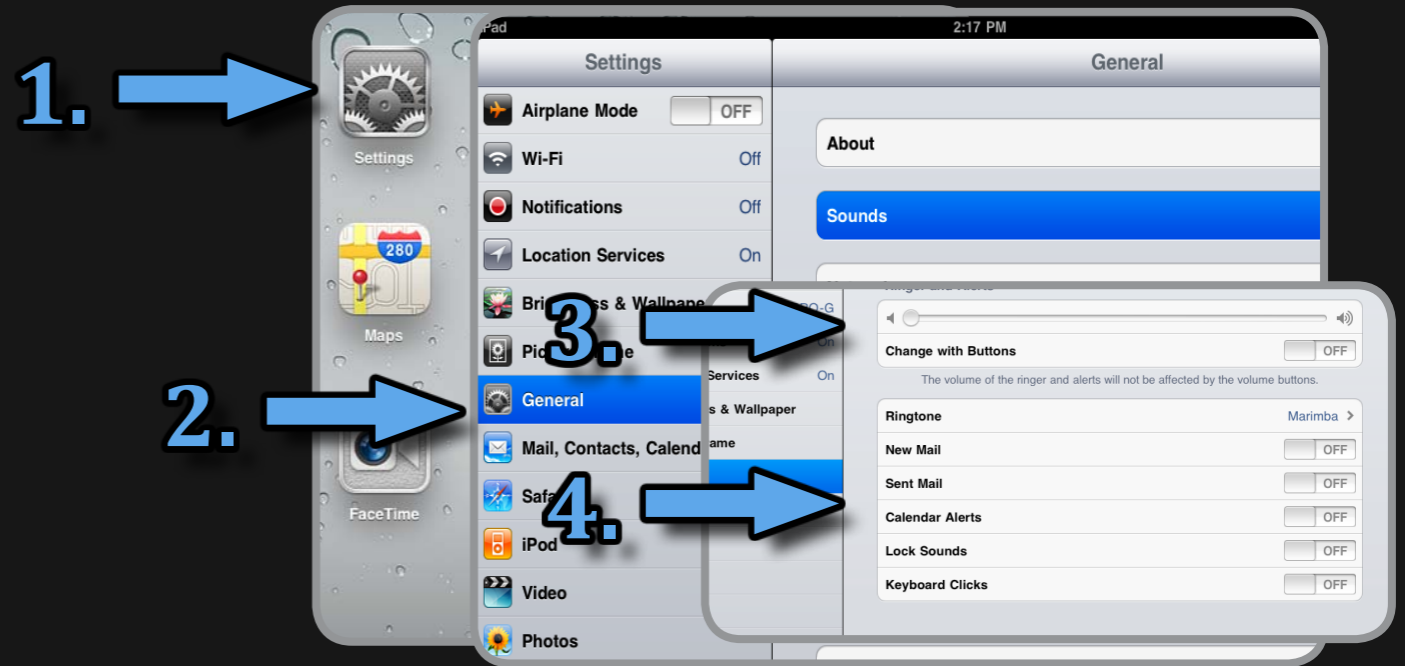 1.
Settings
280
Maps
FaceTime
2.
iPad
2:17 PM
Settings
General
Airplane Mode OFF
Wi-Fi Off
Notifications Off
Location Services On
General
Mail, Contacts, Calend
iPod
Video
Photos
About
Sounds
3.
On
Services On
s & Wallpaper
ame
4.
Change with Buttons OFF
The volume of the ringer and alerts will not be affected by the volume buttons.
Ringtone Marimba >
New Mail OFF
Sent Mail OFF
Calendar Alerts OFF
Lock Sounds OFF
Keyboard Clicks OFF